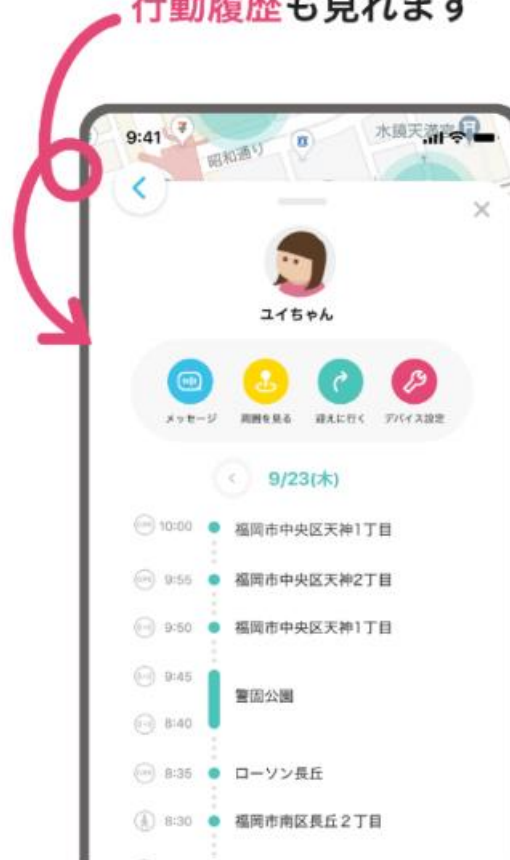 行動履歴も見れます
9:41
昭和通り
水鏡天満宮
ユイちゃん
メッセージ
周囲を見る
迎えに行く
デバイス設定
9/23(木)
10:00 福岡市中央区天神1丁目
9:55 福岡市中央区天神2丁目
9:50 福岡市中央区天神1丁目
9:45
警固公園
8:40
8:35 ローソン長丘
8:30 福岡市南区長丘2丁目